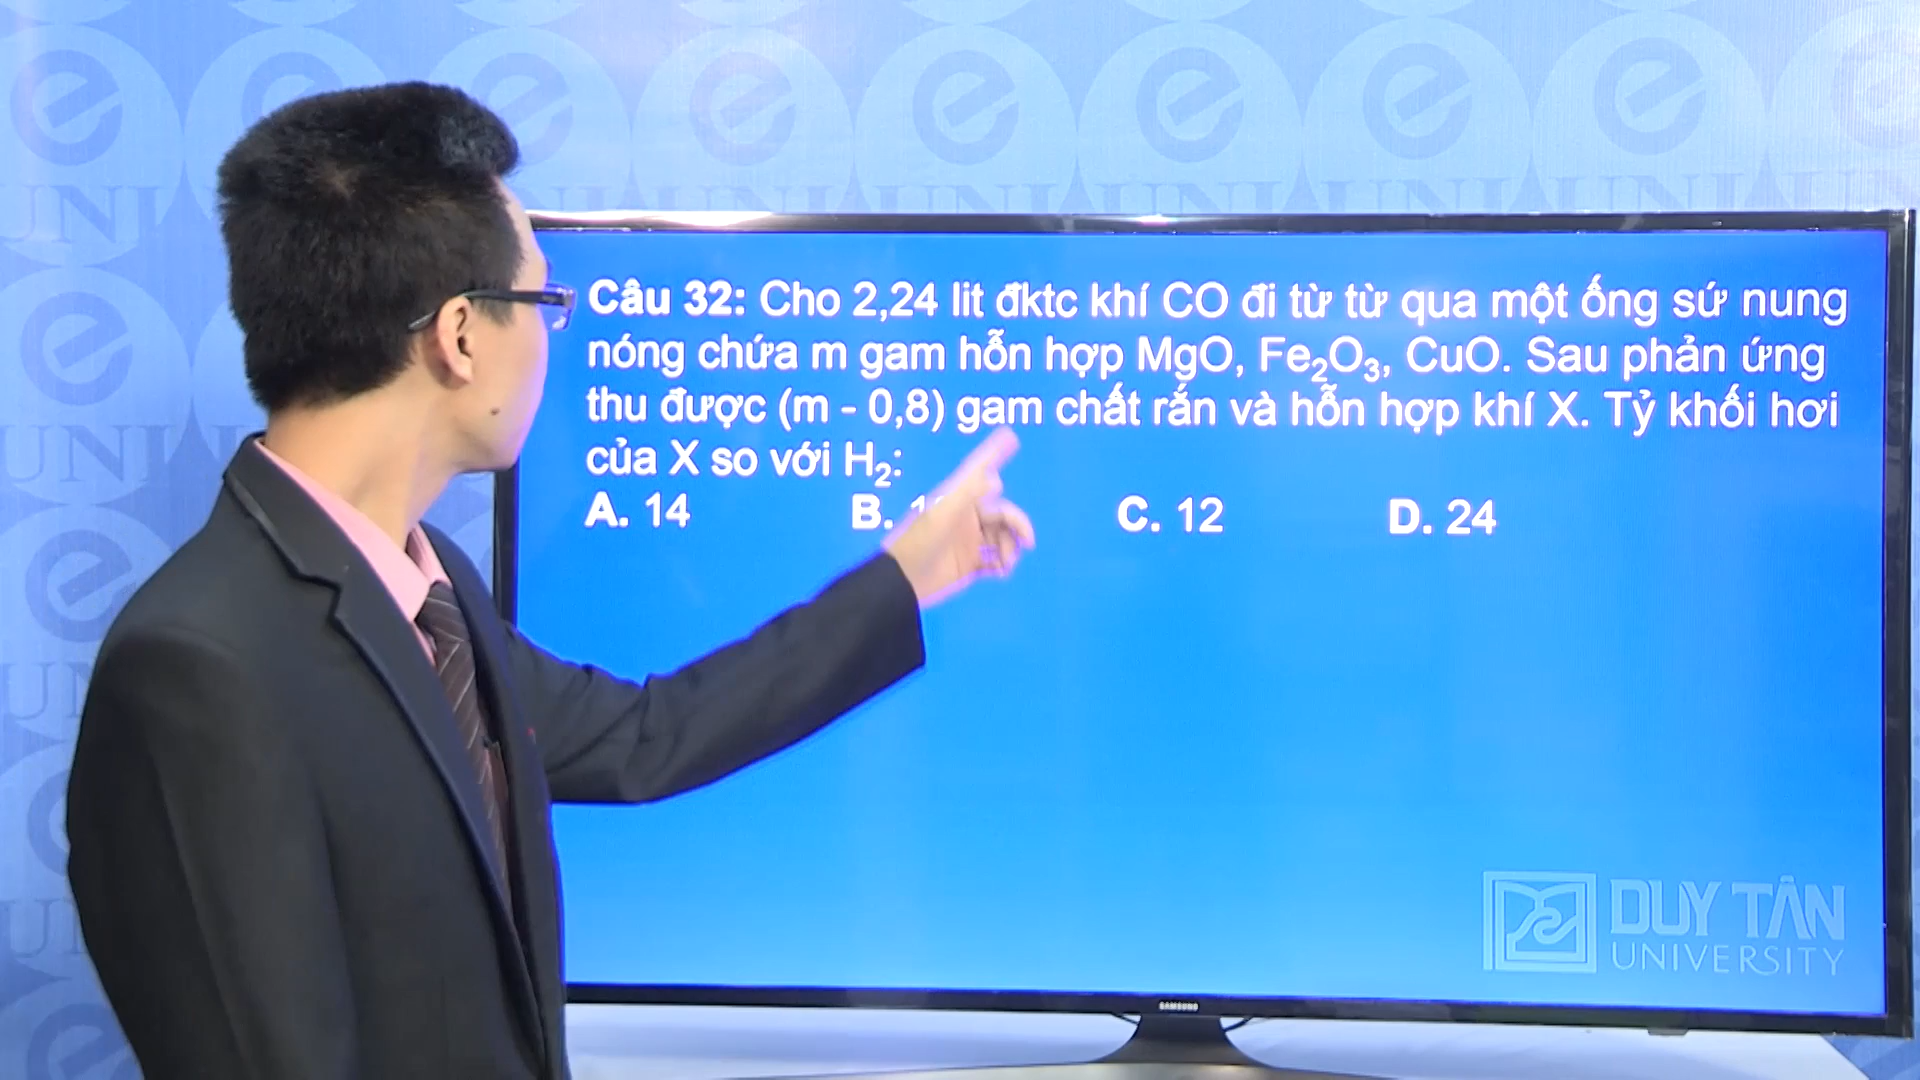 Câu 32: Cho 2,24 lit đktc khí CO đi từ từ qua một ống sứ nung
nóng chứa m gam hỗn hợp MgO, Fe₂O₃, CuO. Sau phản ứng
thu được (m - 0,8) gam chất rắn và hỗn hợp khí X. Tỷ khối hơi
của X so với H₂:
A. 14 B. C. 12 D. 24
DUY TÂN
UNIVERSITY
SAMSUNG